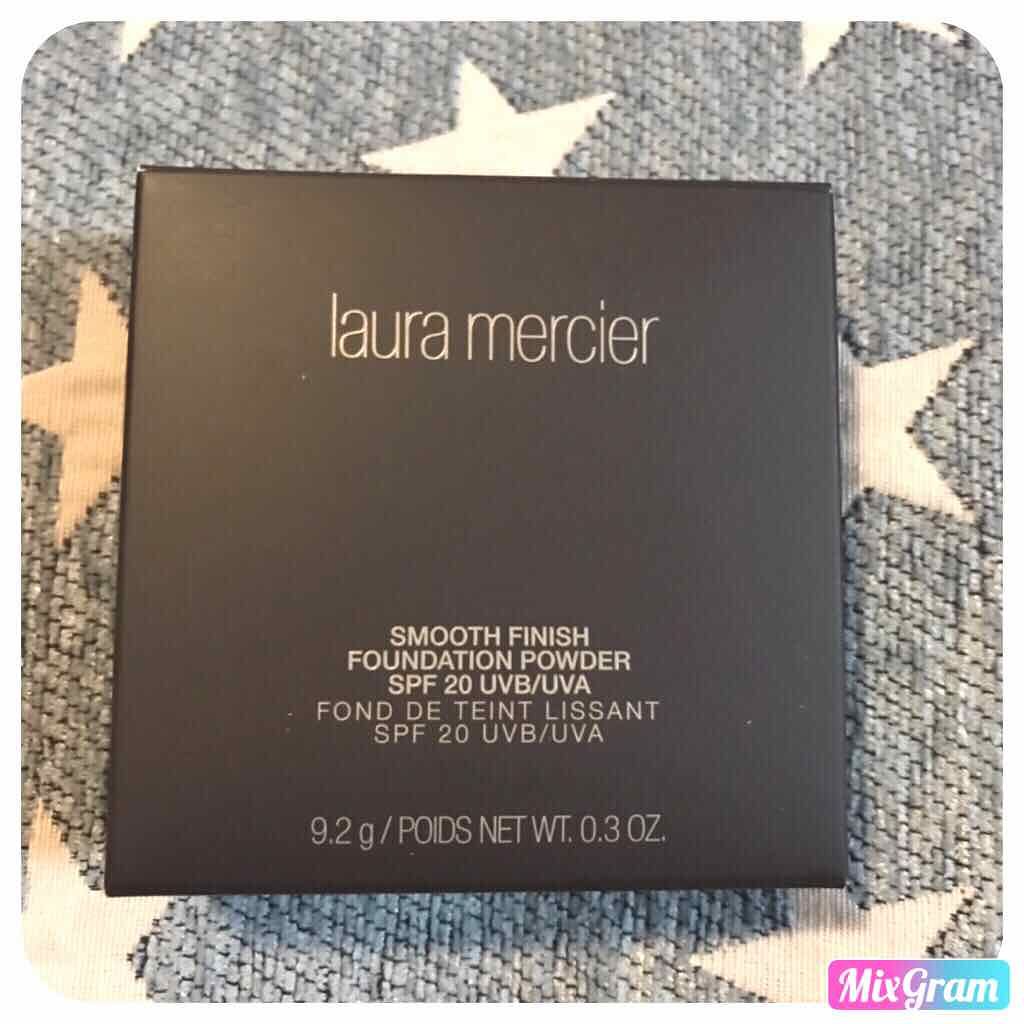 laura mercier
SMOOTH FINISH
FOUNDATION POWDER
SPF 20 UVB/UVA
FOND DE TEINT LISSANT
SPF 20 UVB/UVA
9.2 g / POIDS NET WT. 0.3 OZ.
MixGram